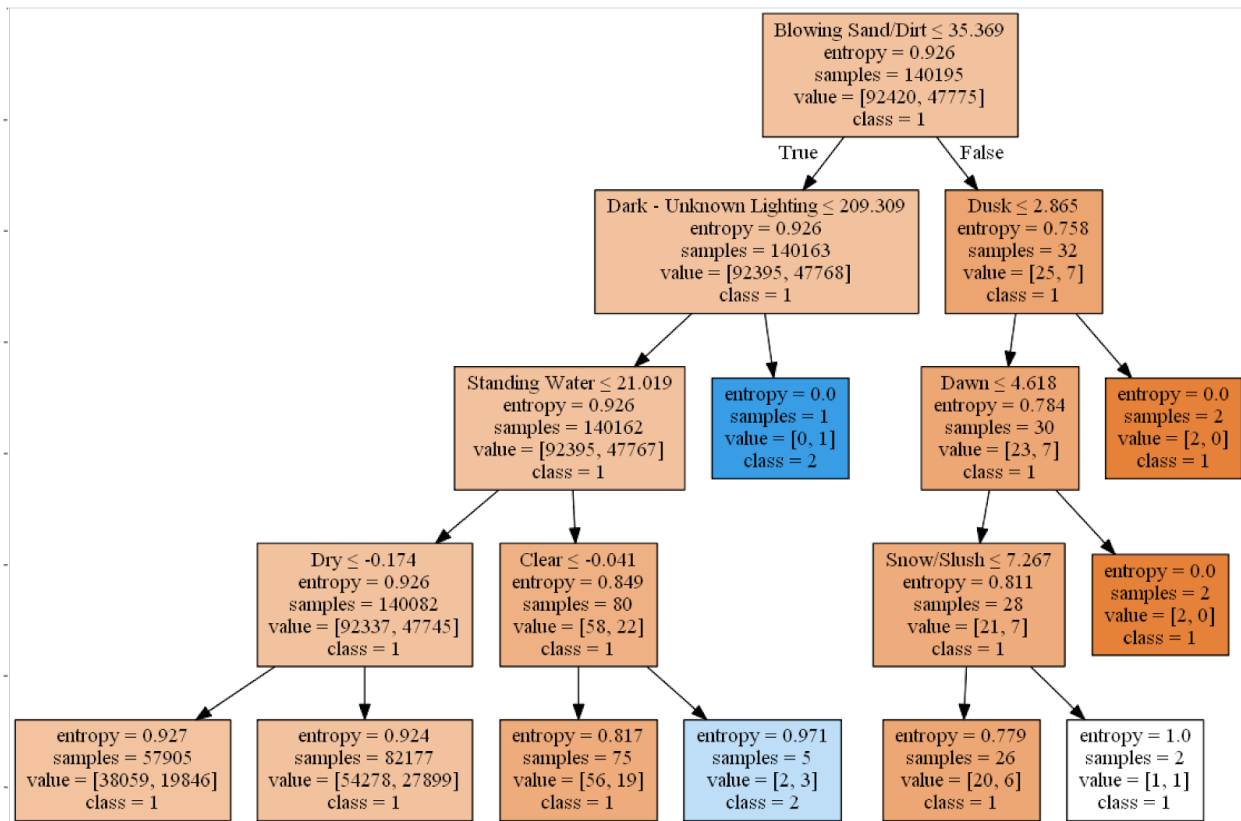 Blowing Sand/Dirt ≤ 35.369
entropy = 0.926
samples = 140195
value = [92420, 47775]
class = 1
True
False
Dark - Unknown Lighting ≤ 209.309
entropy = 0.926
samples = 140163
value = [92395, 47768]
class = 1
Dusk ≤ 2.865
entropy = 0.758
samples = 32
value = [25, 7]
class = 1
Standing Water ≤ 21.019
entropy = 0.926
samples = 140162
value = [92395, 47767]
class = 1
entropy = 0.0
samples = 1
value = [0, 1]
class = 2
Dawn ≤ 4.618
entropy = 0.784
samples = 30
value = [23, 7]
class = 1
entropy = 0.0
samples = 2
value = [2, 0]
class = 1
Dry ≤ -0.174
entropy = 0.926
samples = 140082
value = [92337, 47745]
class = 1
Clear ≤ -0.041
entropy = 0.849
samples = 80
value = [58, 22]
class = 1
Snow/Slush ≤ 7.267
entropy = 0.811
samples = 28
value = [21, 7]
class = 1
entropy = 0.0
samples = 2
value = [2, 0]
class = 1
entropy = 0.927
samples = 57905
value = [38059, 19846]
class = 1
entropy = 0.924
samples = 82177
value = [54278, 27899]
class = 1
entropy = 0.817
samples = 75
value = [56, 19]
class = 1
entropy = 0.971
samples = 5
value = [2, 3]
class = 2
entropy = 0.779
samples = 26
value = [20, 6]
class = 1
entropy = 1.0
samples = 2
value = [1, 1]
class = 1